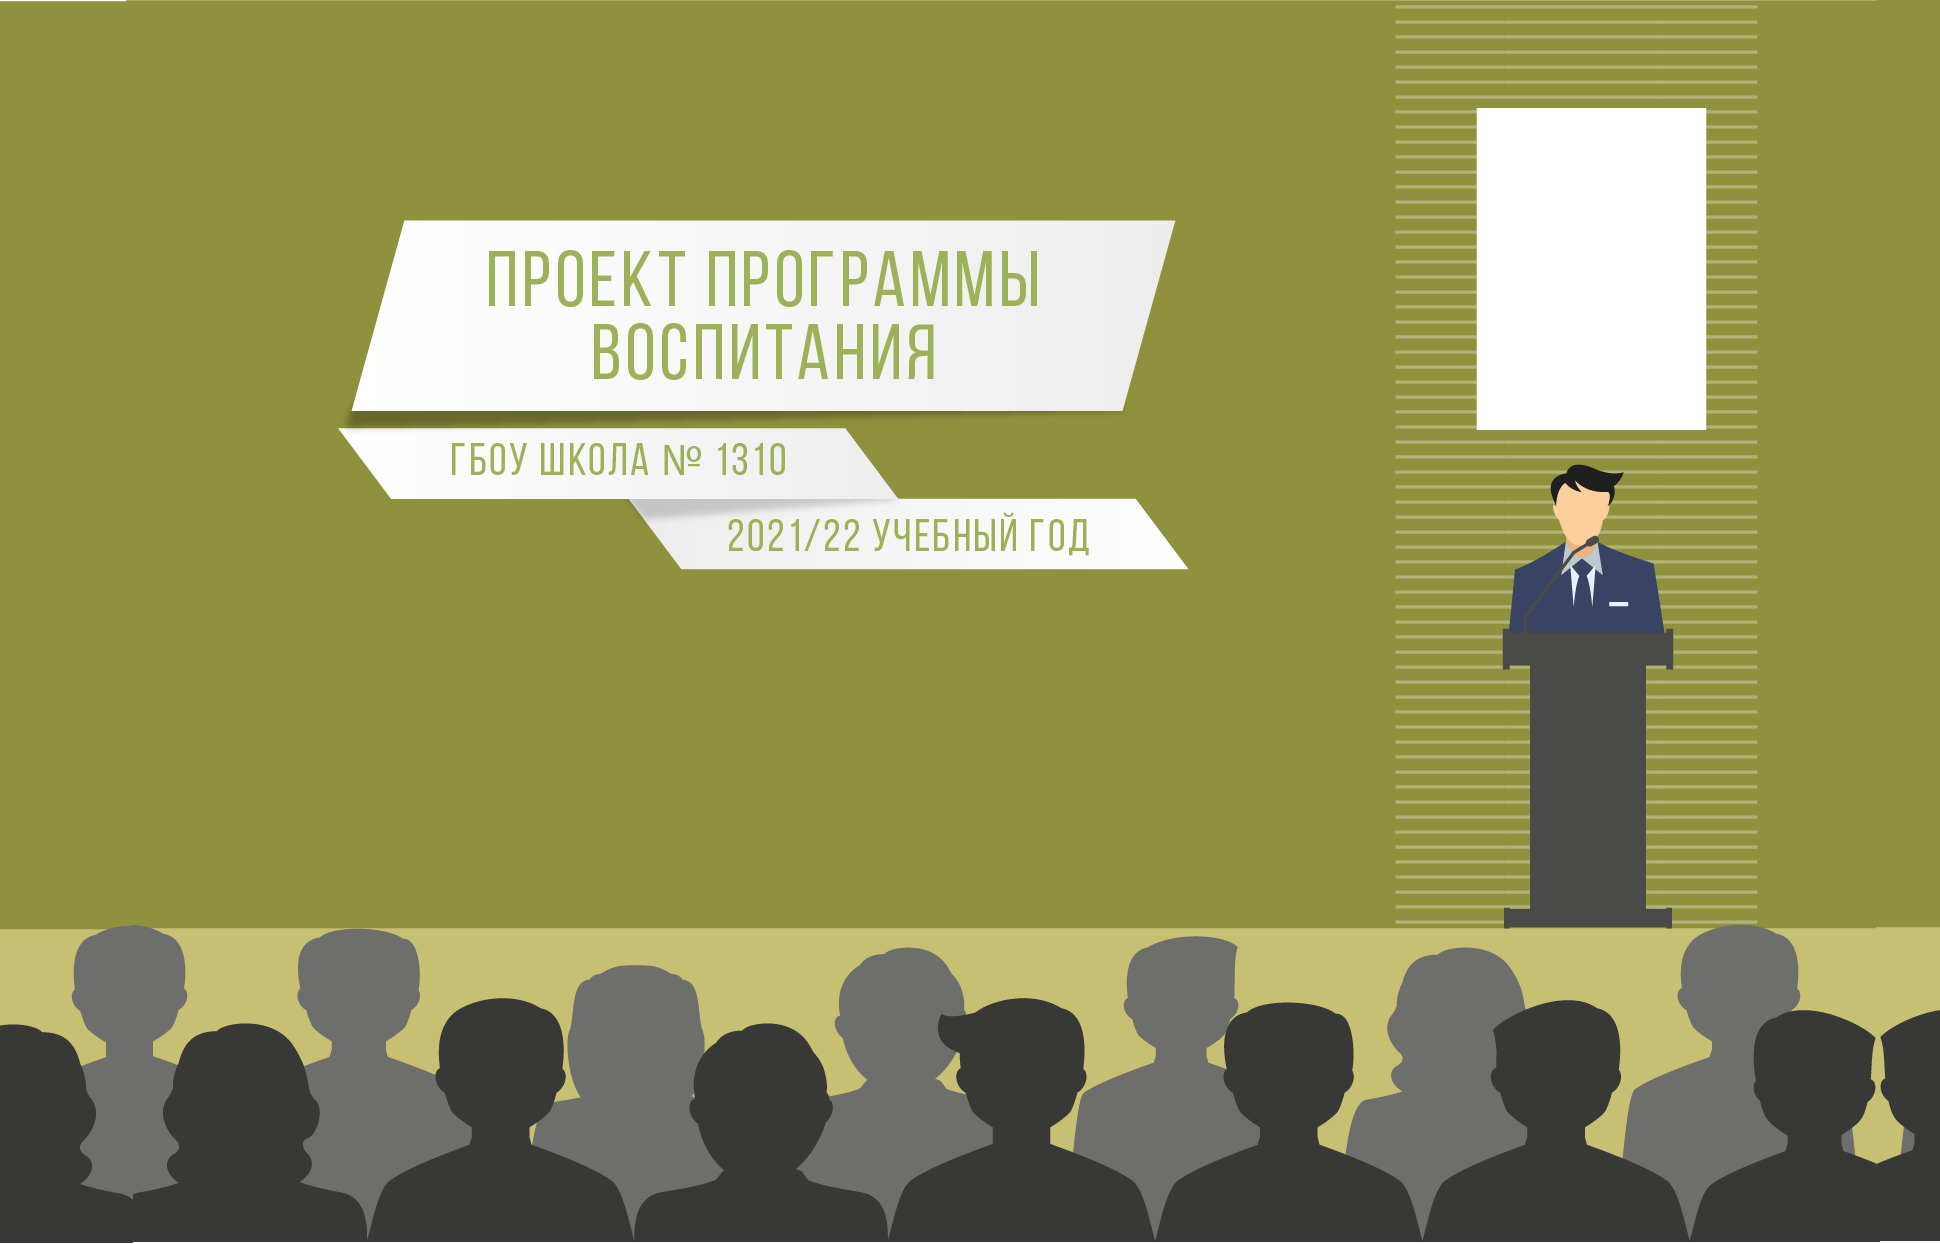 ПРОЕКТ ПРОГРАММЫ
ВОСПИТАНИЯ
ГБОУ ШКОЛА № 1310
2021/22 УЧЕБНЫЙ ГОД